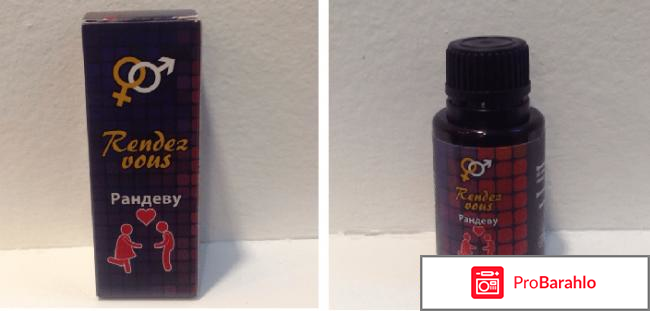 Rendez
vous
Рандеву
Rendez
vous
Рандеву
ProBarahlo